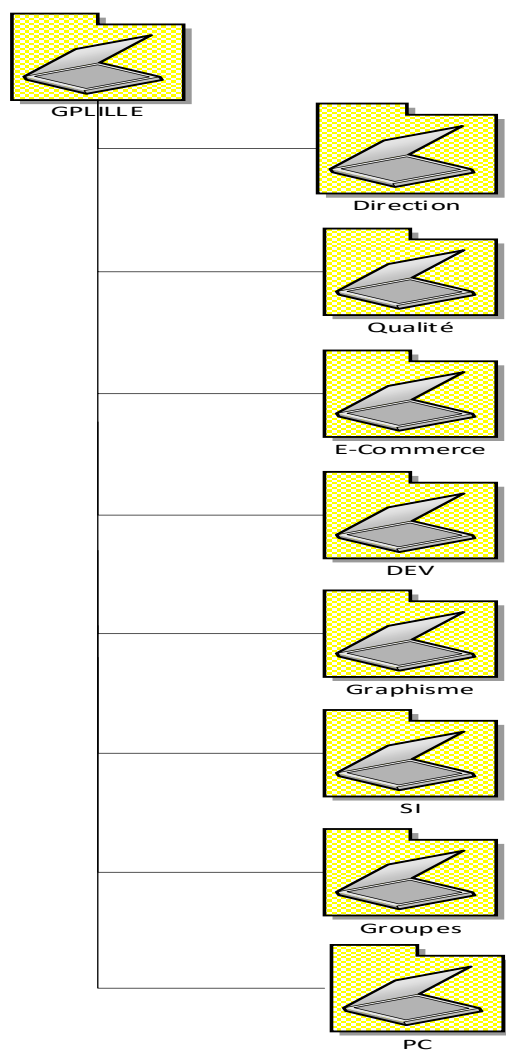 GPLILLE
Direction
Qualité
E-Commerce
DEV
Graphisme
SI
Groupes
PC